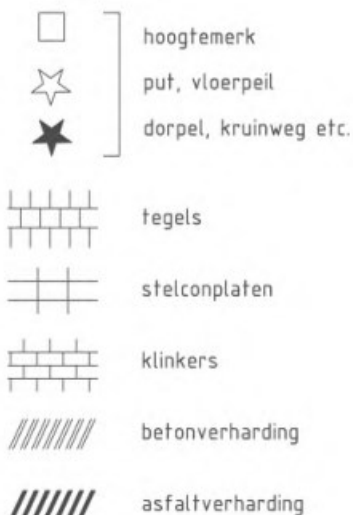 hoogtemerk
put, vloerpeil
dorpel, kruinweg etc.
tegels
stelconplaten
klinkers
betonverharding
asfaltverharding